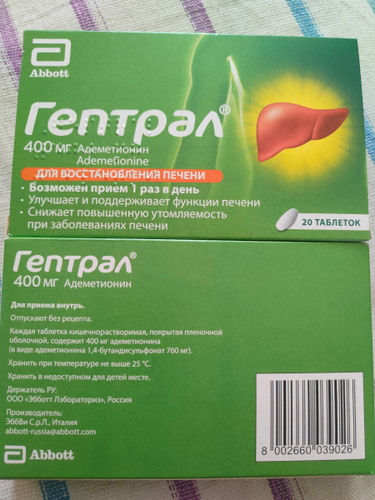 Abbott
Гептрал®
400 мг Адеметионин
Ademetionine
ДЛЯ ВОССТАНОВЛЕНИЯ ПЕЧЕНИ
• Возможен приём 1 раз в день
• Улучшает и поддерживает функции печени
• Снижает повышенную утомляемость
при заболеваниях печени
20 ТАБЛЕТОК
Гептрал®
400 мг Адеметионин
Для приема внутрь.
Отпускают без рецепта.
Каждая таблетка кишечнорастворимая, покрытая пленочной
оболочкой, содержит 400 мг адеметионина
(в виде адеметионина 1,4-бутандисульфонат 760 мг).
Хранить при температуре не выше 25 °С.
Хранить в недоступном для детей месте.
Держатель РУ:
ООО «Эбботт Лэбораториз», Россия
Производитель:
ЭббВи С.р.Л., Италия
abbott-russia@abbott.com
Abbott
8 002660 039026